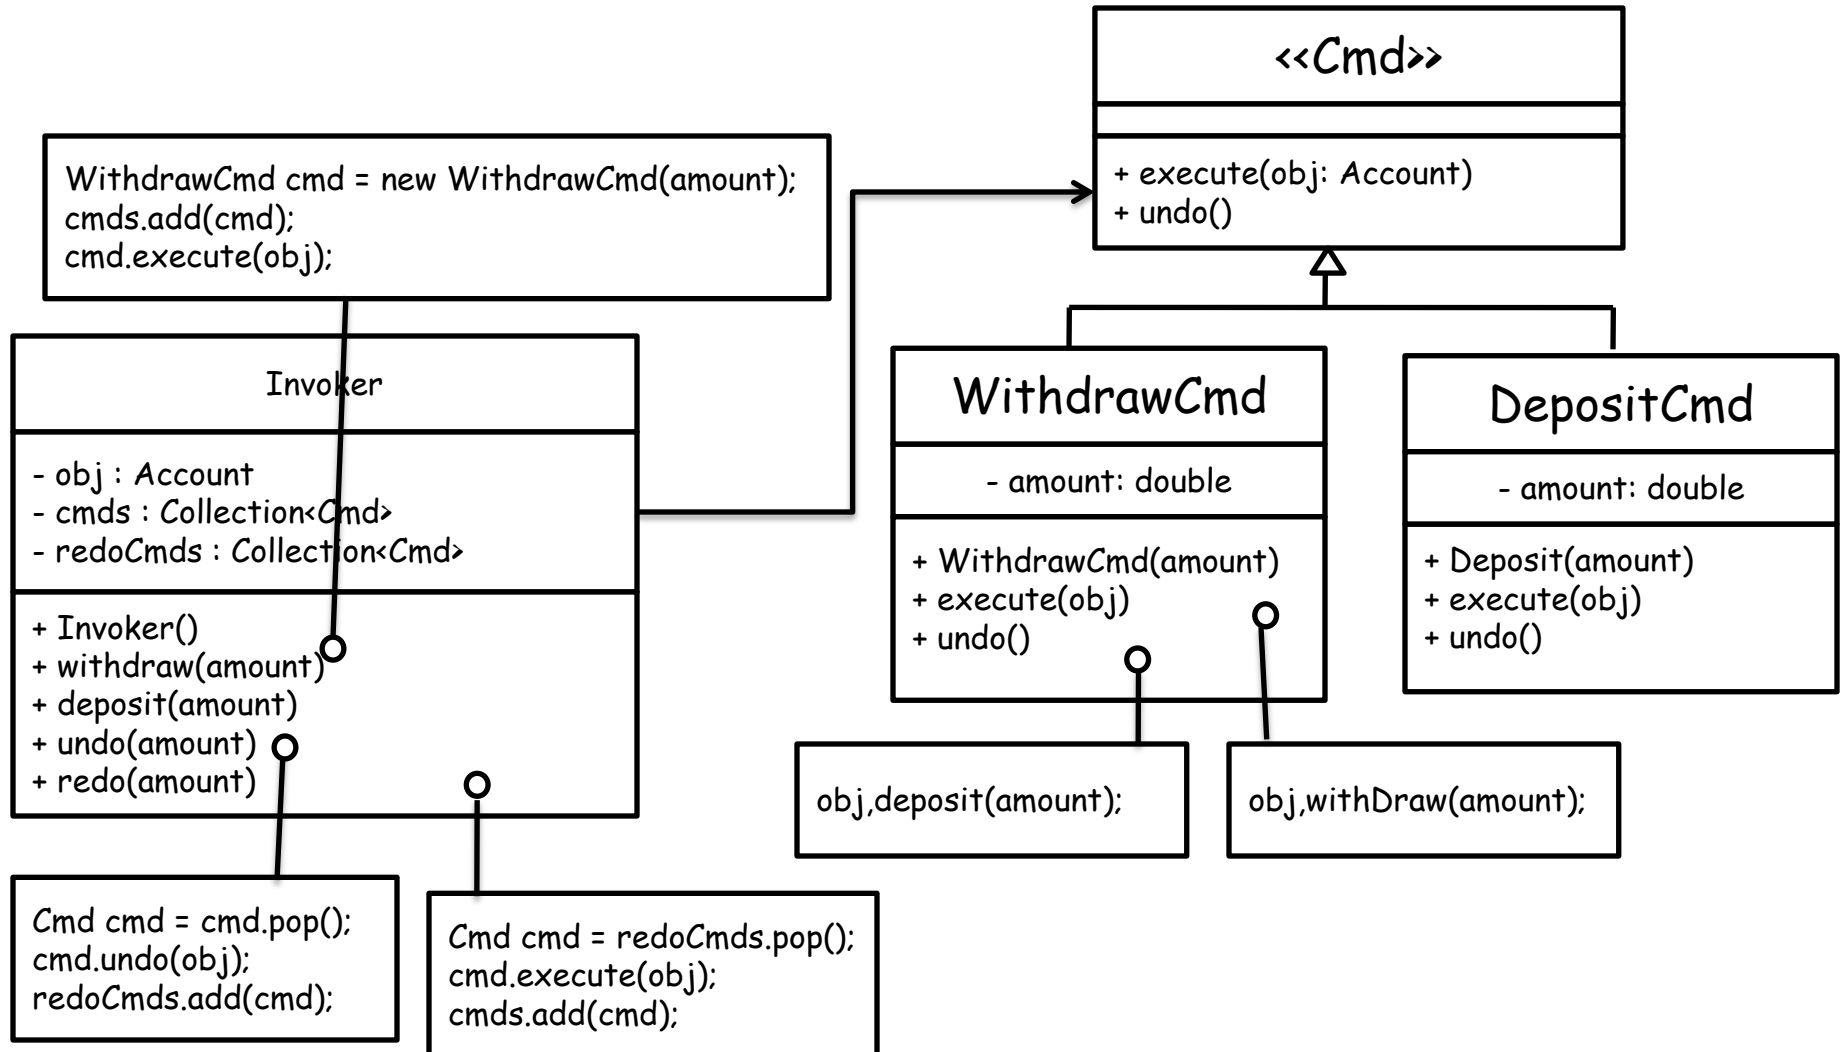 <<Cmd>>
+ execute(obj: Account)
+ undo()
WithdrawCmd cmd = new WithdrawCmd(amount);
cmds.add(cmd);
cmd.execute(obj);
Invoker
- obj : Account
- cmds : Collection<Cmd>
- redoCmds : Collection<Cmd>
+ Invoker()
+ withdraw(amount)
+ deposit(amount)
+ undo(amount)
+ redo(amount)
WithdrawCmd
- amount: double
+ WithdrawCmd(amount)
+ execute(obj)
+ undo()
DepositCmd
- amount: double
+ Deposit(amount)
+ execute(obj)
+ undo()
obj,deposit(amount);
obj,withDraw(amount);
Cmd cmd = cmd.pop();
cmd.undo(obj);
redoCmds.add(cmd);
Cmd cmd = redoCmds.pop();
cmd.execute(obj);
cmds.add(cmd);